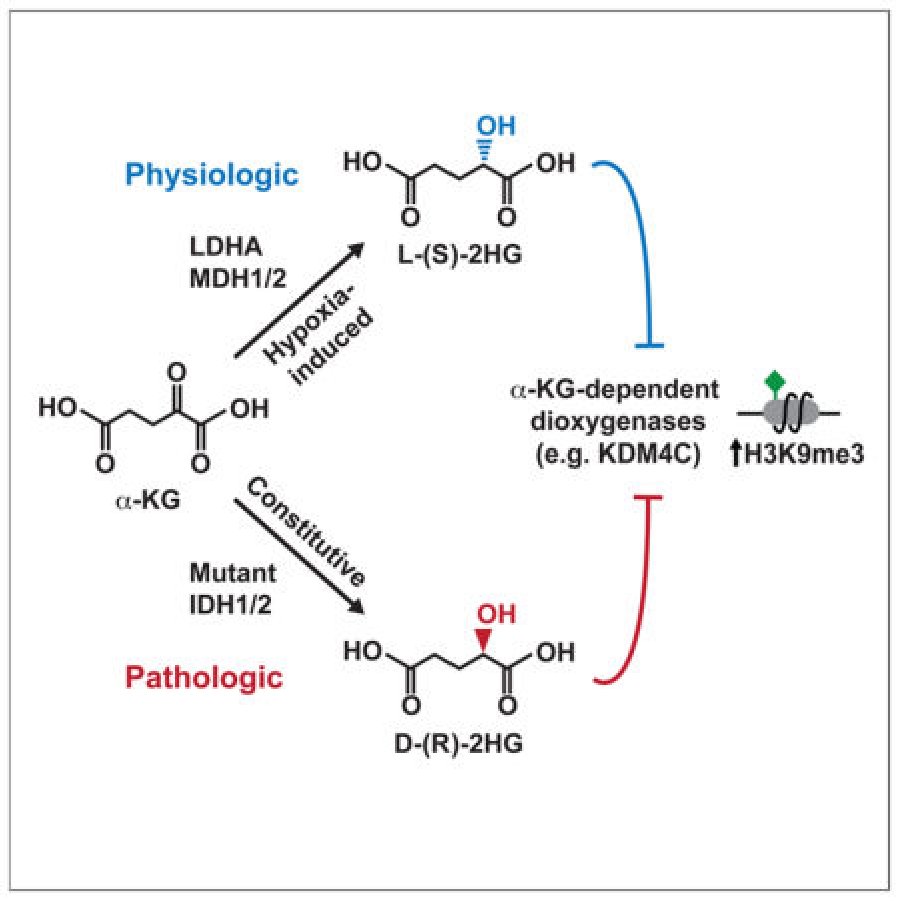 OH
HO
OH
Physiologic
O
O
L-(S)-2HG
LDHA
MDH1/2
Hypoxia-
induced
O
HO
OH
O
O
α-KG
α-KG-dependent
dioxygenases
(e.g. KDM4C)
↑H3K9me3
Constitutive
Mutant
IDH1/2
OH
HO
OH
Pathologic
O
O
D-(R)-2HG